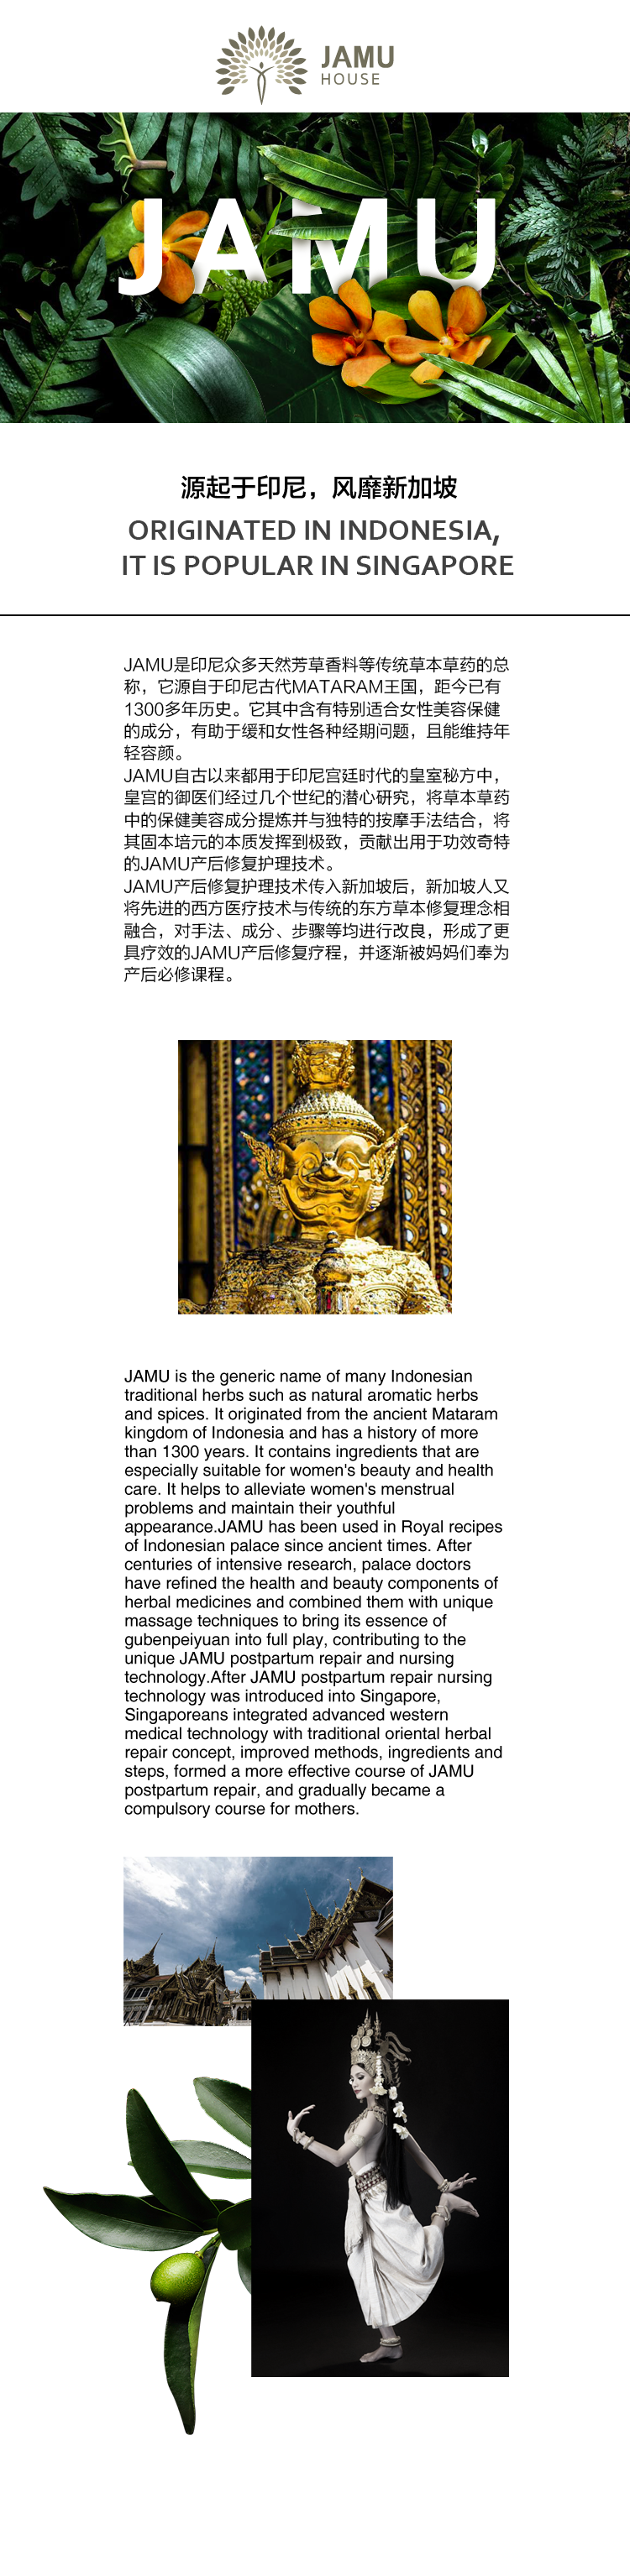 JAMU
HOUSE
JAMU
源起于印尼，风靡新加坡
ORIGINATED IN INDONESIA,
IT IS POPULAR IN SINGAPORE
JAMU是印尼众多天然芳草香料等传统草本草药的总
称，它源自于印尼古代MATARAM王国，距今已有
1300多年历史。它其中含有特别适合女性美容保健
的成分，有助于缓和女性各种经期问题，且能维持年
轻容颜。
JAMU自古以来都用于印尼宫廷时代的皇室秘方中，
皇宫的御医们经过几个世纪的潜心研究，将草本草药
中的保健美容成分提炼并与独特的按摩手法结合，将
其固本培元的本质发挥到极致，贡献出用于功效奇特
的JAMU产后修复护理技术。
JAMU产后修复护理技术传入新加坡后，新加坡人又
将先进的西方医疗技术与传统的东方草本修复理念相
融合，对手法、成分、步骤等均进行改良，形成了更
具疗效的JAMU产后修复疗程，并逐渐被妈妈们奉为
产后必修课程。
JAMU is the generic name of many Indonesian
traditional herbs such as natural aromatic herbs
and spices. It originated from the ancient Mataram
kingdom of Indonesia and has a history of more
than 1300 years. It contains ingredients that are
especially suitable for women's beauty and health
care. It helps to alleviate women's menstrual
problems and maintain their youthful
appearance.JAMU has been used in Royal recipes
of Indonesian palace since ancient times. After
centuries of intensive research, palace doctors
have refined the health and beauty components of
herbal medicines and combined them with unique
massage techniques to bring its essence of
gubenpeiyuan into full play, contributing to the
unique JAMU postpartum repair and nursing
technology.After JAMU postpartum repair nursing
technology was introduced into Singapore,
Singaporeans integrated advanced western
medical technology with traditional oriental herbal
repair concept, improved methods, ingredients and
steps, formed a more effective course of JAMU
postpartum repair, and gradually became a
compulsory course for mothers.